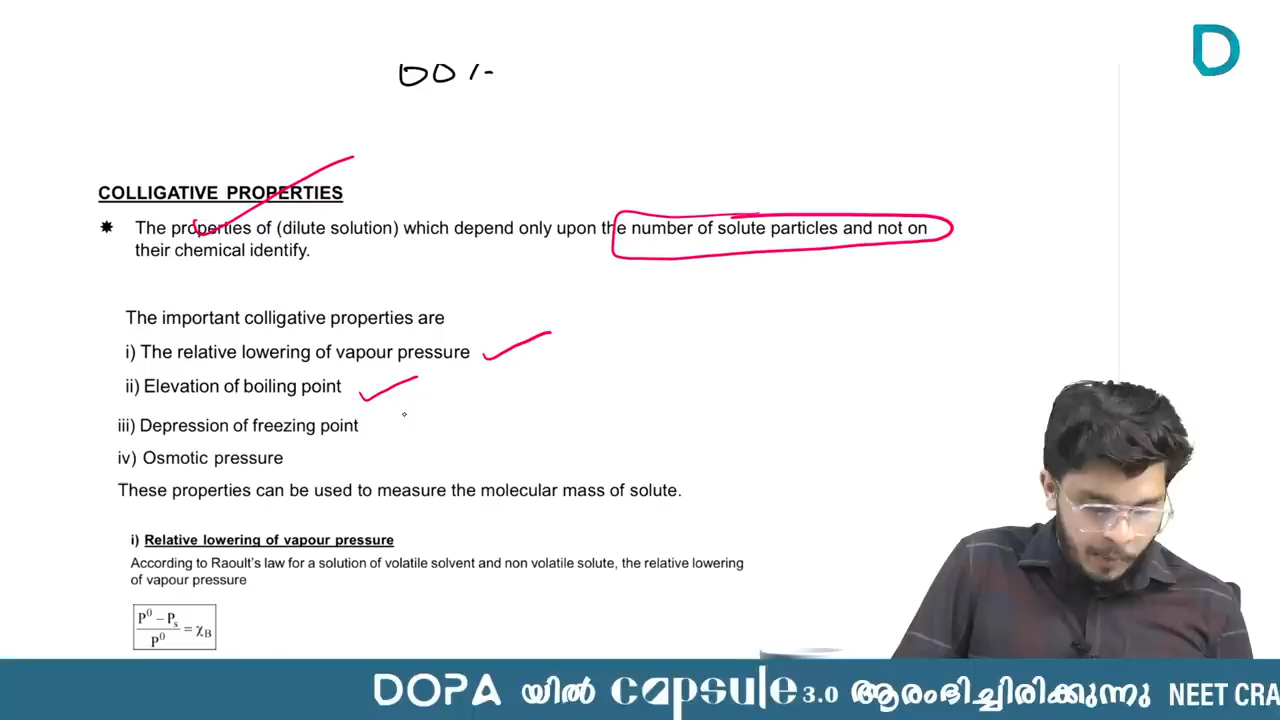 D
COLLIGATIVE PROPERTIES
✷ The properties of (dilute solution) which depend only upon the number of solute particles and not on
their chemical identify.
The important colligative properties are
i) The relative lowering of vapour pressure
ii) Elevation of boiling point
iii) Depression of freezing point
iv) Osmotic pressure
These properties can be used to measure the molecular mass of solute.
i) Relative lowering of vapour pressure
According to Raoult's law for a solution of volatile solvent and non volatile solute, the relative lowering
of vapour pressure
(P⁰ – Pₛ) / P⁰ = χ_B
DOPA യിൽ capsule 3.0 ആരംഭിച്ചിരിക്കുന്നു NEET CRA